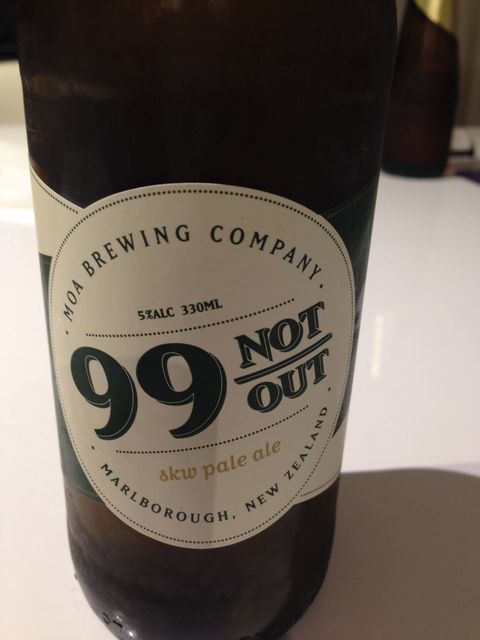 MOA BREWING COMPANY
5%ALC 330ML
99 NOT OUT
skw pale ale
MARLBOROUGH, NEW ZEALAND